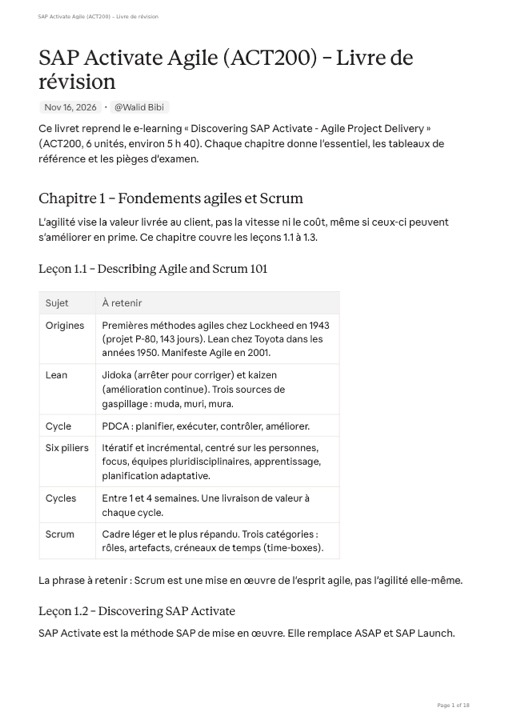 SAP Activate Agile (ACT200) – Livre de révision
SAP Activate Agile (ACT200) – Livre de
révision
Nov 16, 2026 · @Walid Bibi
Ce livret reprend le e-learning « Discovering SAP Activate - Agile Project Delivery »
(ACT200, 6 unités, environ 5 h 40). Chaque chapitre donne l'essentiel, les tableaux de
référence et les pièges d'examen.
Chapitre 1 – Fondements agiles et Scrum
L'agilité vise la valeur livrée au client, pas la vitesse ni le coût, même si ceux-ci peuvent
s'améliorer en prime. Ce chapitre couvre les leçons 1.1 à 1.3.
Leçon 1.1 – Describing Agile and Scrum 101
Sujet À retenir
Origines Premières méthodes agiles chez Lockheed en 1943
(projet P-80, 143 jours). Lean chez Toyota dans les
années 1950. Manifeste Agile en 2001.
Lean Jidoka (arrêter pour corriger) et kaizen
(amélioration continue). Trois sources de
gaspillage : muda, muri, mura.
Cycle PDCA : planifier, exécuter, contrôler, améliorer.
Six piliers Itératif et incrémental, centré sur les personnes,
focus, équipes pluridisciplinaires, apprentissage,
planification adaptative.
Cycles Entre 1 et 4 semaines. Une livraison de valeur à
chaque cycle.
Scrum Cadre léger et le plus répandu. Trois catégories :
rôles, artefacts, créneaux de temps (time-boxes).
La phrase à retenir : Scrum est une mise en œuvre de l'esprit agile, pas l'agilité elle-même.
Leçon 1.2 – Discovering SAP Activate
SAP Activate est la méthode SAP de mise en œuvre. Elle remplace ASAP et SAP Launch.
Page 1 of 18